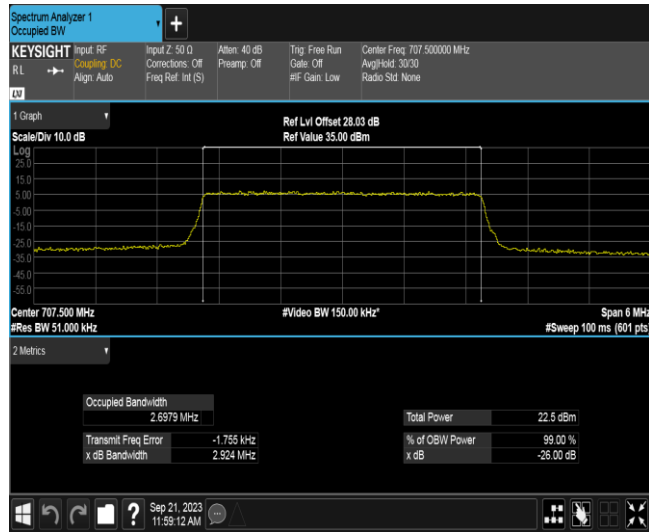 Spectrum Analyzer 1
Occupied BW
+
KEYSIGHT
RL
LXI
Input: RF
Coupling: DC
Align: Auto
Input Z: 50 Ω
Corrections: Off
Freq Ref: Int (S)
Atten: 40 dB
Preamp: Off
Trig: Free Run
Gate: Off
#IF Gain: Low
Center Freq: 707.500000 MHz
Avg|Hold: 30/30
Radio Std: None
1 Graph
Scale/Div 10.0 dB
Ref Lvl Offset 28.03 dB
Ref Value 35.00 dBm
Log
25.0
15.0
5.00
-5.00
-15.0
-25.0
-35.0
-45.0
-55.0
Center 707.500 MHz
#Res BW 51.000 kHz
#Video BW 150.00 kHz*
Span 6 MHz
#Sweep 100 ms (601 pts)
2 Metrics
Occupied Bandwidth
2.6979 MHz
Transmit Freq Error -1.755 kHz
x dB Bandwidth 2.924 MHz
Total Power 22.5 dBm
% of OBW Power 99.00 %
x dB -26.00 dB
?
Sep 21, 2023
11:59:12 AM